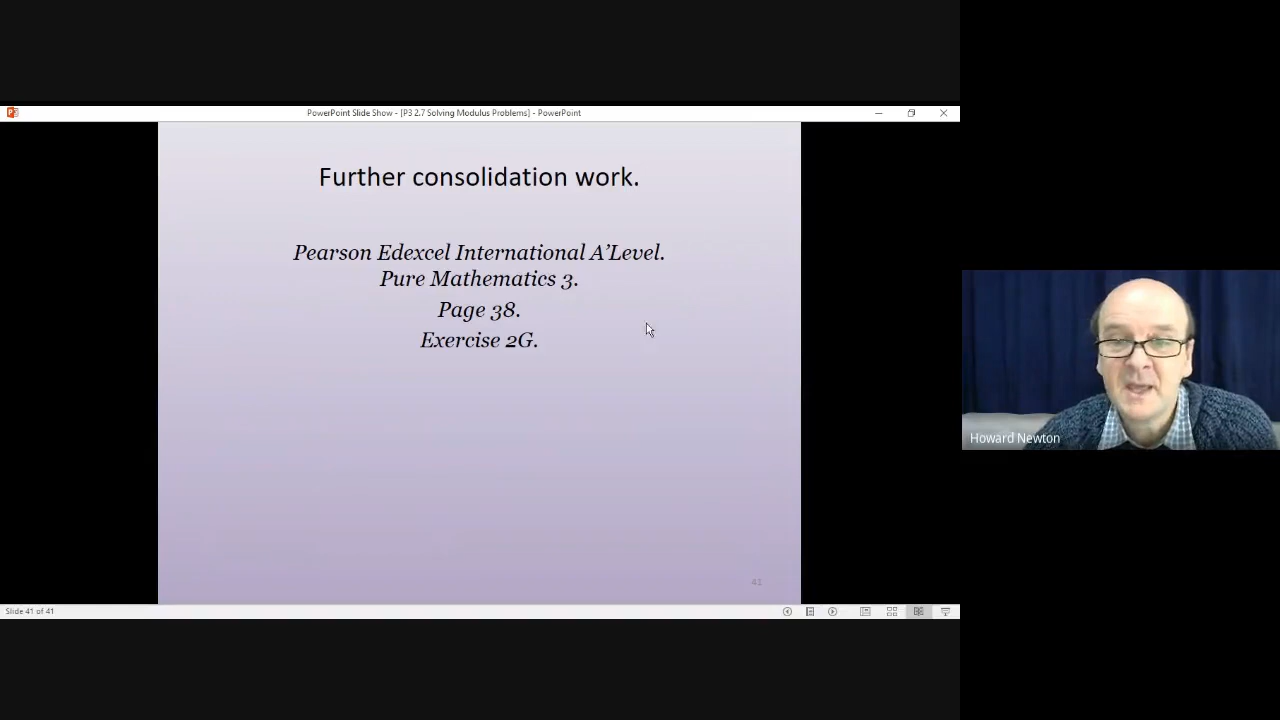 PowerPoint Slide Show - [P3 2.7 Solving Modulus Problems] - PowerPoint
Further consolidation work.
Pearson Edexcel International A’Level.
Pure Mathematics 3.
Page 38.
Exercise 2G.
41
Slide 41 of 41
Howard Newton